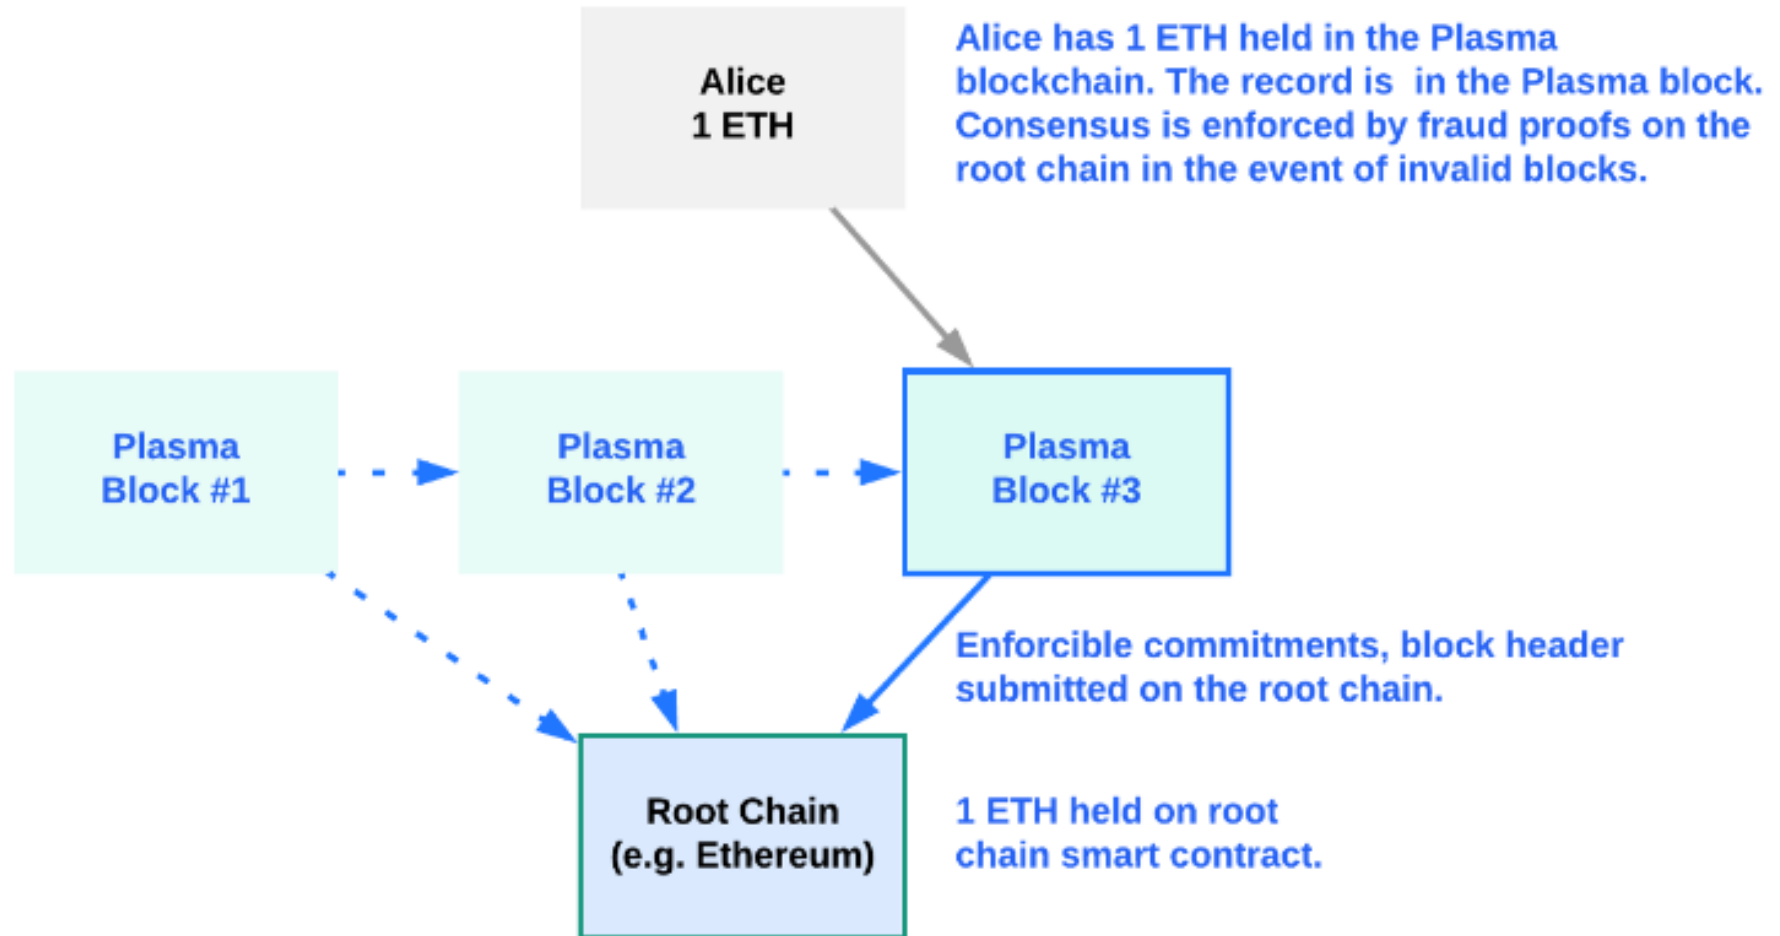 Alice
1 ETH
Alice has 1 ETH held in the Plasma
blockchain. The record is  in the Plasma block.
Consensus is enforced by fraud proofs on the
root chain in the event of invalid blocks.
Plasma
Block #1
Plasma
Block #2
Plasma
Block #3
Enforcible commitments, block header
submitted on the root chain.
Root Chain
(e.g. Ethereum)
1 ETH held on root
chain smart contract.